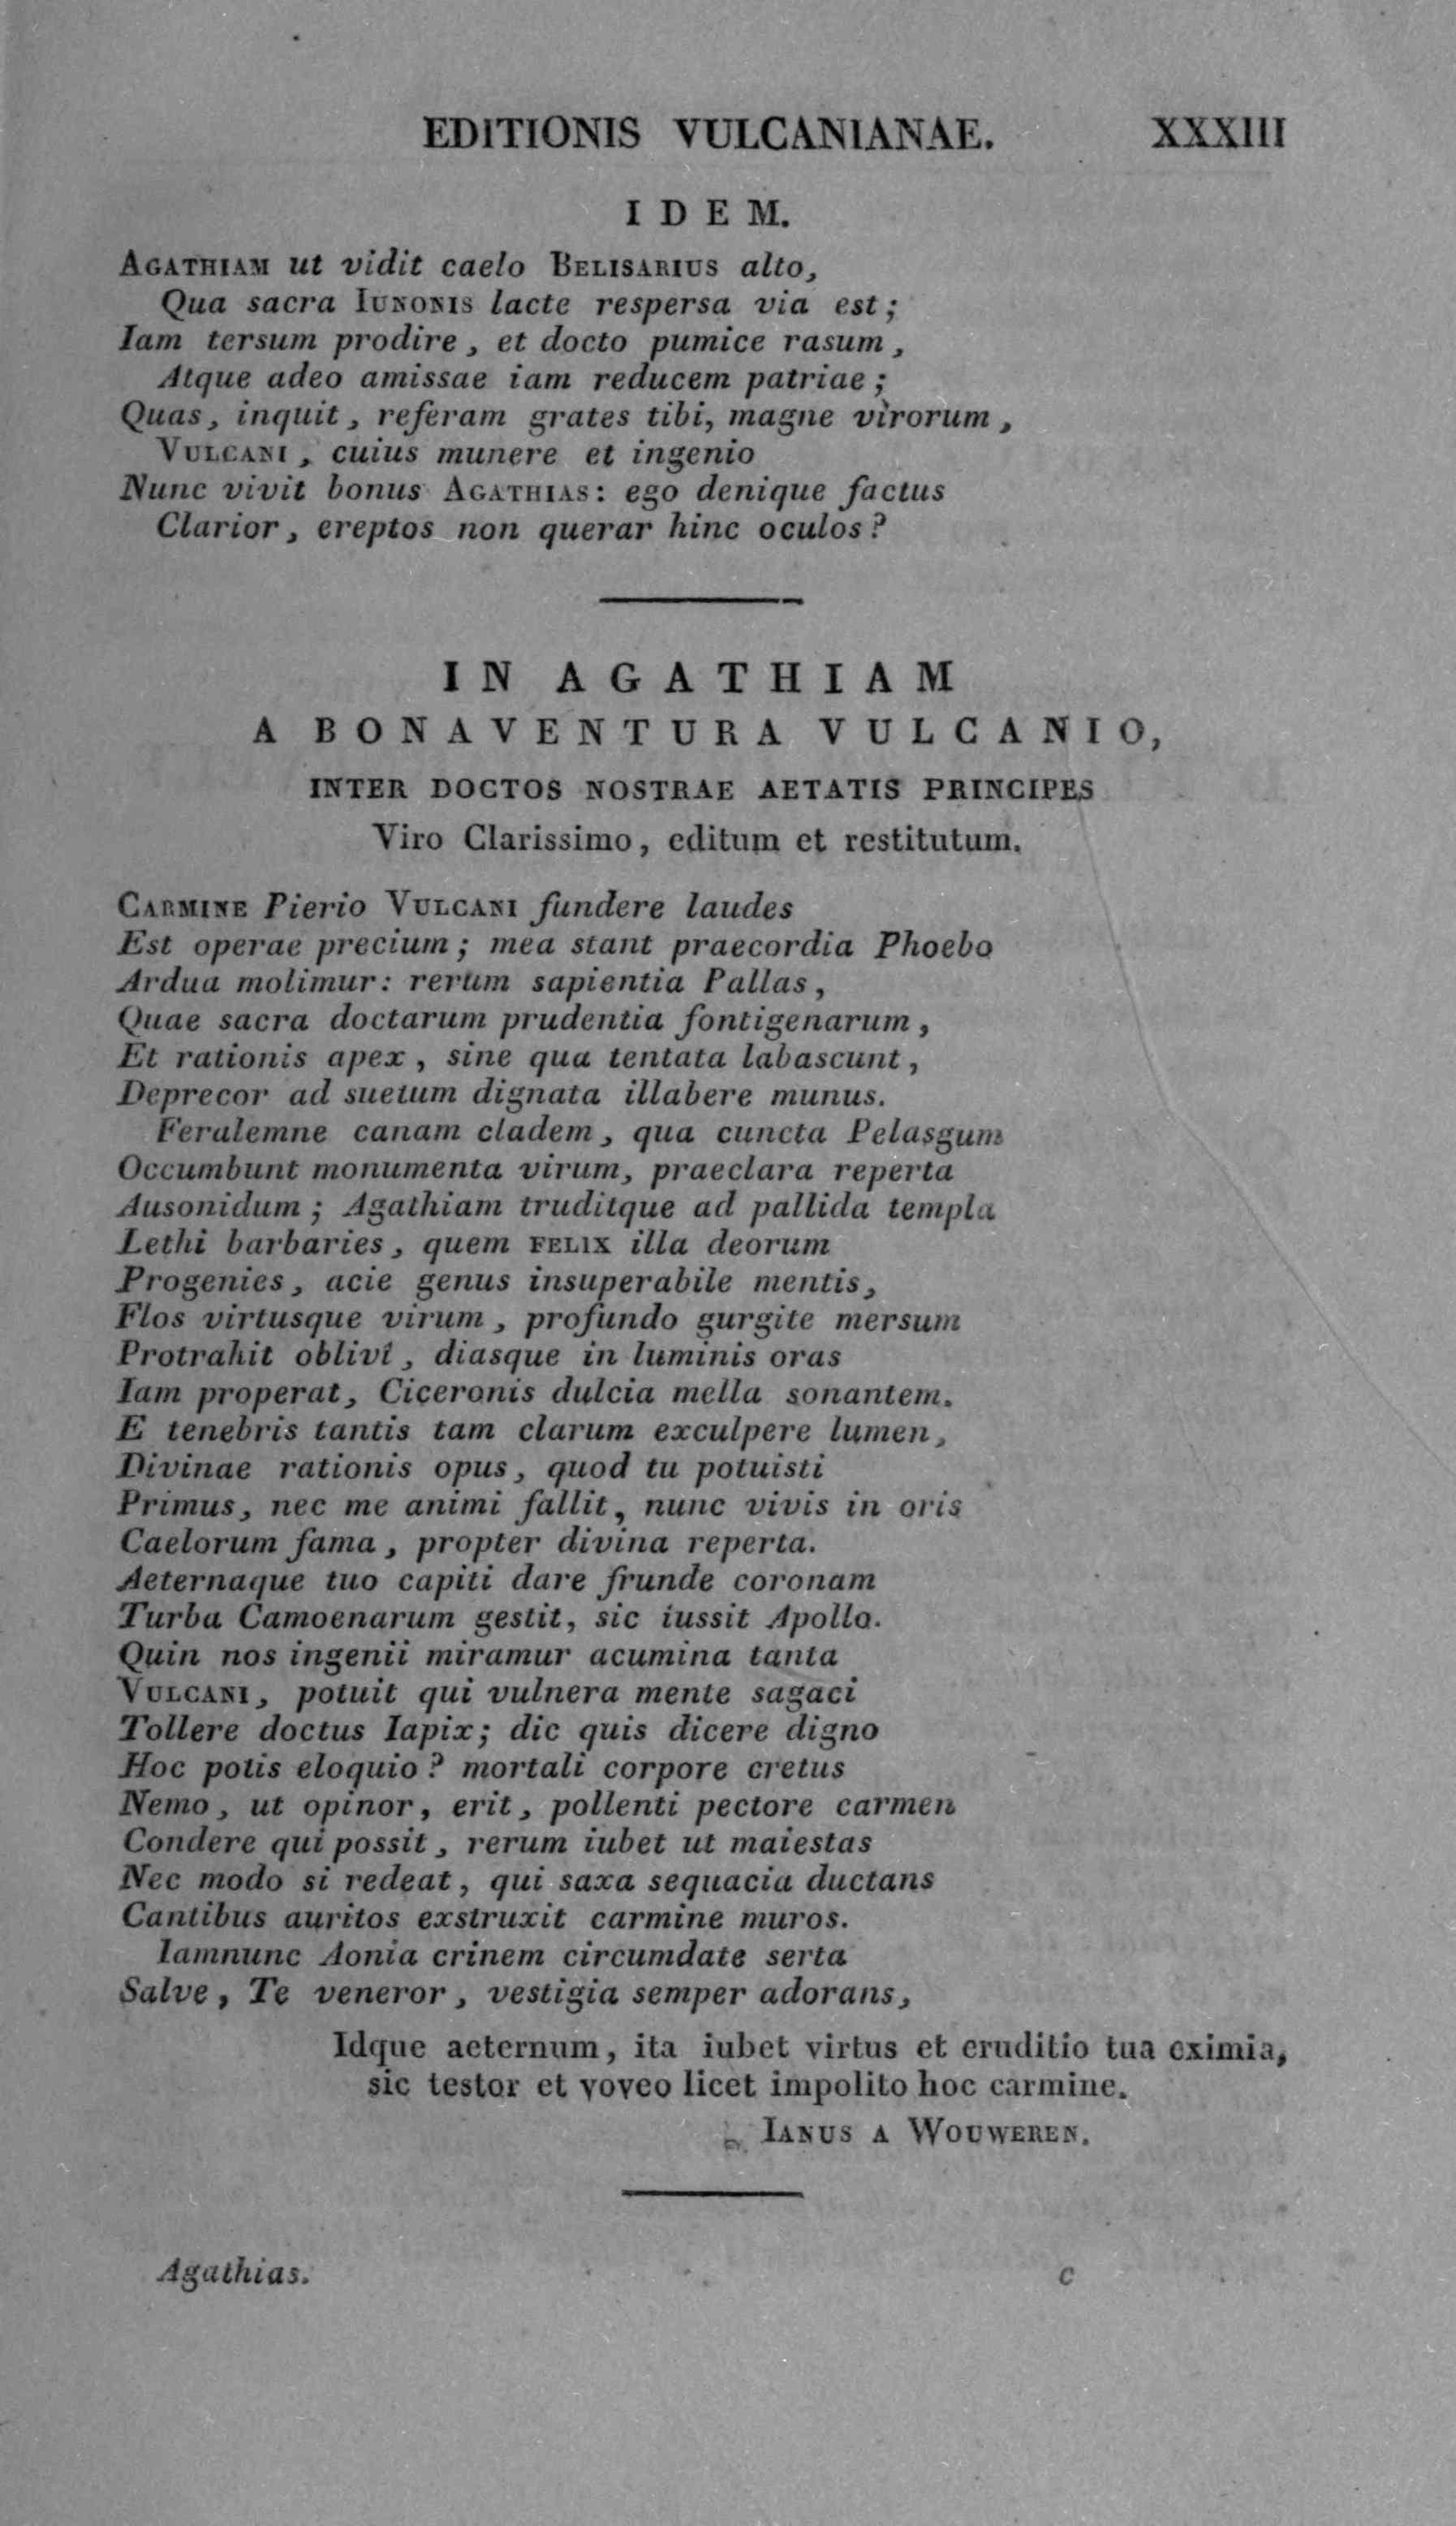 EDITIONIS VULCANIANAE. XXXIII
IDEM.
AGATHIAM ut vidit caelo BELISARIUS alto,
Qua sacra IUNONIS lacte respersa via est;
Iam tersum prodire, et docto pumice rasum,
Atque adeo amissae iam reducem patriae;
Quas, inquit, referam grates tibi, magne virorum,
VULCANI, cuius munere et ingenio
Nunc vivit bonus AGATHIAS: ego denique factus
Clarior, ereptos non querar hinc oculos?
IN AGATHIAM
A BONAVENTURA VULCANIO,
INTER DOCTOS NOSTRAE AETATIS PRINCIPES
Viro Clarissimo, editum et restitutum.
CARMINE Pierio VULCANI fundere laudes
Est operae precium; mea stant praecordia Phoebo
Ardua molimur: rerum sapientia Pallas,
Quae sacra doctarum prudentia fontigenarum,
Et rationis apex, sine qua tentata labascunt,
Deprecor ad suetum dignata illabere munus.
Feralemne canam cladem, qua cuncta Pelasgum
Occumbunt monumenta virum, praeclara reperta
Ausonidum; Agathiam truditque ad pallida templa
Lethi barbaries, quem FELIX illa deorum
Progenies, acie genus insuperabile mentis,
Flos virtusque virum, profundo gurgite mersum
Protrahit oblivî, diasque in luminis oras
Iam properat, Ciceronis dulcia mella sonantem.
E tenebris tantis tam clarum exculpere lumen,
Divinae rationis opus, quod tu potuisti
Primus, nec me animi fallit, nunc vivis in oris
Caelorum fama, propter divina reperta.
Aeternaque tuo capiti dare frunde coronam
Turba Camoenarum gestit, sic iussit Apollo.
Quin nos ingenii miramur acumina tanta
VULCANI, potuit qui vulnera mente sagaci
Tollere doctus Iapix; dic quis dicere digno
Hoc potis eloquio? mortali corpore cretus
Nemo, ut opinor, erit, pollenti pectore carmen
Condere qui possit, rerum iubet ut maiestas
Nec modo si redeat, qui saxa sequacia ductans
Cantibus auritos exstruxit carmine muros.
Iamnunc Aonia crinem circumdate serta
Salve, Te veneror, vestigia semper adorans,
Idque aeternum, ita iubet virtus et eruditio tua eximia,
sic testor et voveo licet impolito hoc carmine.
IANUS A WOUWEREN.
Agathias. c